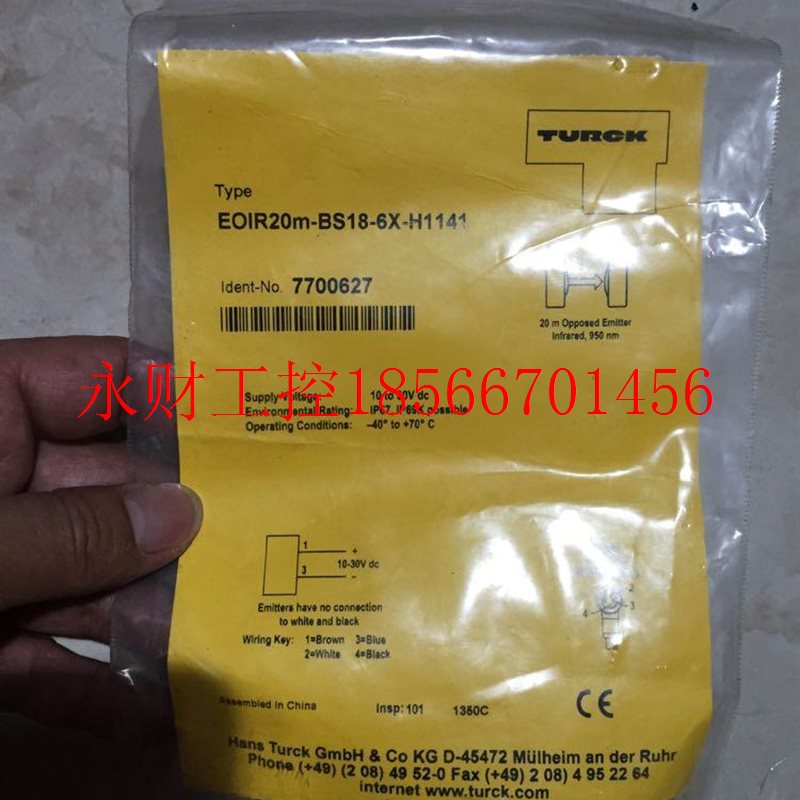 TURCK
Type
EOIR20m-BS18-6X-H1141
Ident-No. 7700627
20 m Opposed Emitter
infrared, 950 nm
永财工控18566701456
Supply Voltage: 10 to 30V dc
Environmental Rating: IP67, IP69K possible
Operating Conditions: –40° to +70° C
1
+
10-30V dc
3
–
2
4
3
Emitters have no connection
to white and black
Wiring Key: 1=Brown 3=Blue
2=White 4=Black
Assembled in China
Insp: 101 1350C
CE
Hans Turck GmbH & Co KG D-45472 Mülheim an der Ruhr
Phone (+49) (2 08) 49 52-0 Fax (+49) 2 08) 4 95 22 64
internet www.turck.com